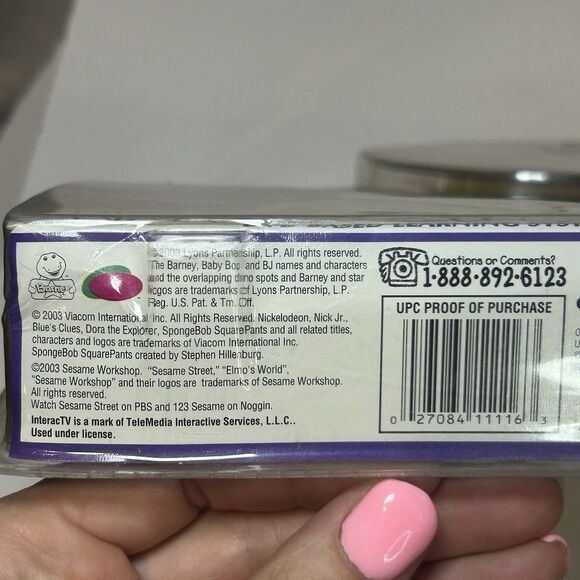 Questions or Comments?
1·888·892·6123
UPC PROOF OF PURCHASE
0 27084 11116 3
Barney
©2003 Lyons Partnership, L.P. All rights reserved.
The Barney, Baby Bop and BJ names and characters
and the overlapping dino spots and Barney and star
logos are trademarks of Lyons Partnership, L.P.
Reg. U.S. Pat. & Tm. Off.
© 2003 Viacom International Inc. All Rights Reserved. Nickelodeon, Nick Jr.,
Blue's Clues, Dora the Explorer, SpongeBob SquarePants and all related titles,
characters and logos are trademarks of Viacom International Inc.
SpongeBob SquarePants created by Stephen Hillenburg.
©2003 Sesame Workshop. "Sesame Street," "Elmo's World",
"Sesame Workshop" and their logos are trademarks of Sesame Workshop.
All rights reserved.
Watch Sesame Street on PBS and 123 Sesame on Noggin.
InteracTV is a mark of TeleMedia Interactive Services, L.L.C..
Used under license.